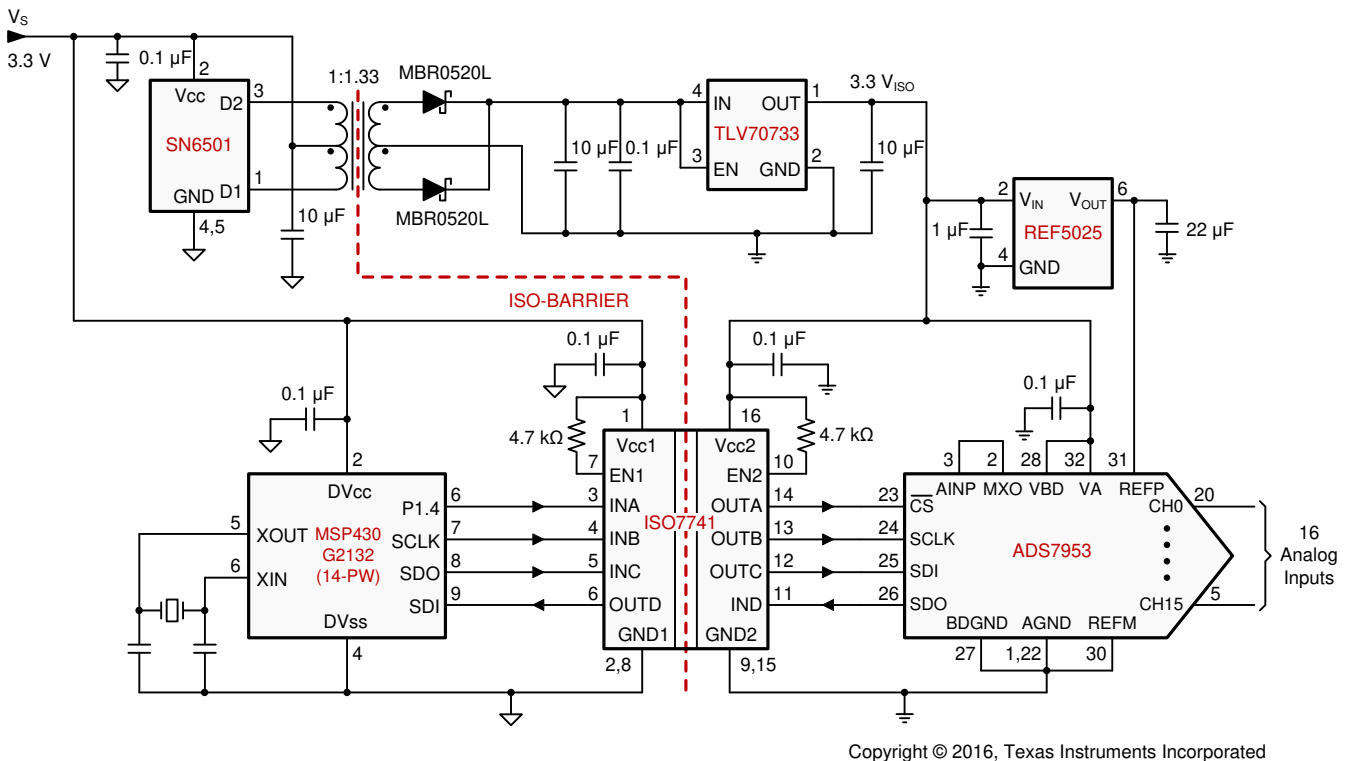 VS
3.3 V
0.1 µF
2
Vcc
D2
3
SN6501
D1
1
GND
4,5
10 µF
1:1.33
MBR0520L
MBR0520L
10 µF
0.1 µF
4
IN
OUT
1
TLV70733
3
EN
GND
2
3.3 VISO
10 µF
2
VIN
VOUT
6
1 µF
REF5025
22 µF
4
GND
ISO-BARRIER
0.1 µF
0.1 µF
0.1 µF
0.1 µF
4.7 kΩ
1
16
4.7 kΩ
Vcc1
Vcc2
7
EN1
EN2
10
3
INA
OUTA
14
4
INB
ISO7741
OUTB
13
5
INC
OUTC
12
6
OUTD
IND
11
GND1
GND2
2,8
9,15
2
DVcc
P1.4
6
5
XOUT
MSP430
SCLK
7
G2132
6
XIN
(14-PW)
SDO
8
SDI
9
DVss
4
3
2
28
32
31
AINP
MXO
VBD
VA
REFP
23
CS
CH0
20
24
SCLK
ADS7953
25
SDI
26
SDO
CH15
5
16
Analog
Inputs
BDGND
AGND
REFM
27
1,22
30
Copyright © 2016, Texas Instruments Incorporated